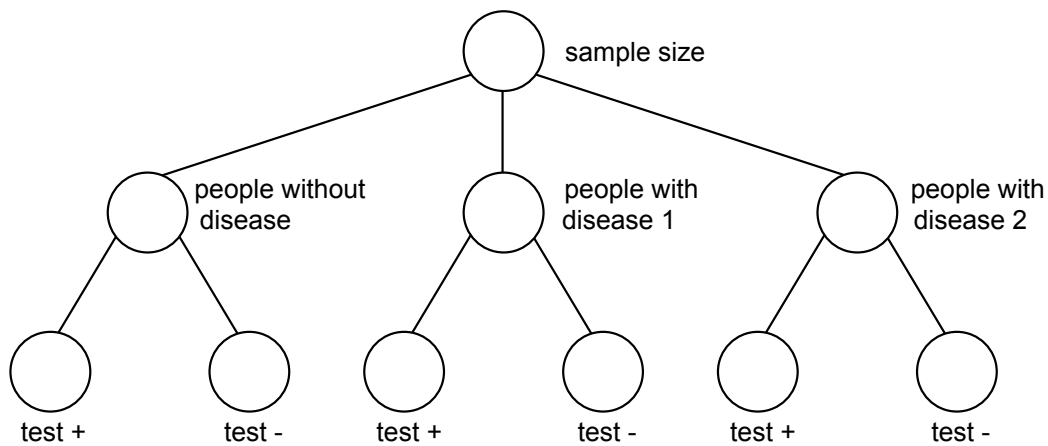 sample size
people without
disease
people with
disease 1
people with
disease 2
test +
test -
test +
test -
test +
test -